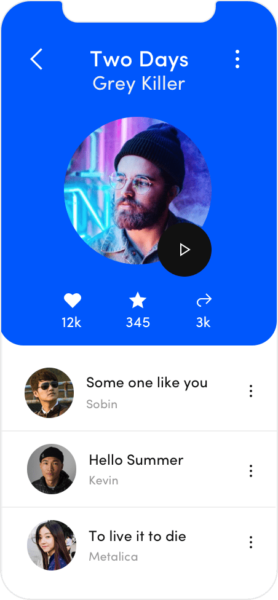 Two Days
Grey Killer
12k 345 3k
Some one like you
Sobin
Hello Summer
Kevin
To live it to die
Metalica